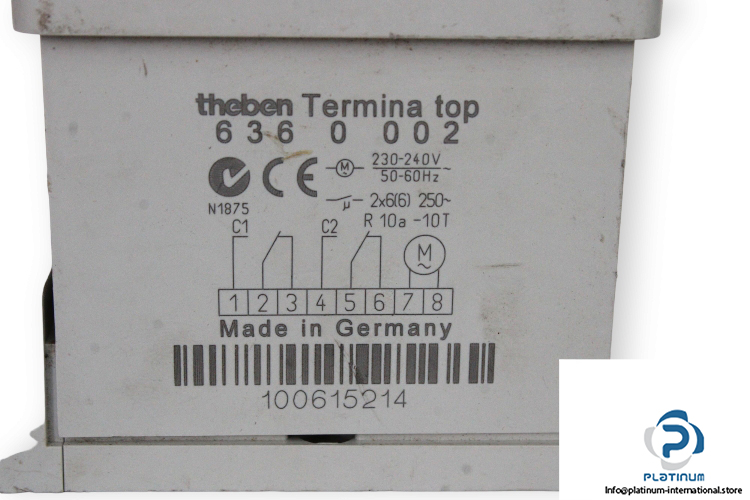 theben Termina top
636 0 002
230-240V~
50-60Hz
N1875
µ 2x6(6) 250~
R 10a -10T
C1 C2 M~
1 2 3 4 5 6 7 8
Made in Germany
100615214
PLATINUM
Info@platinum-international.store